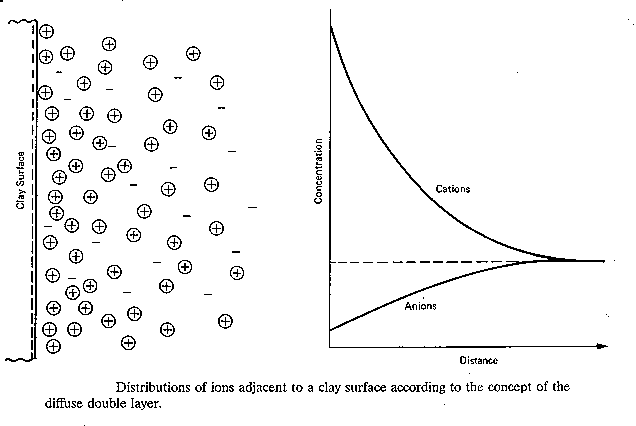 Clay Surface
Concentration
Cations
Anions
Distance
Distributions of ions adjacent to a clay surface according to the concept of the
diffuse double layer.